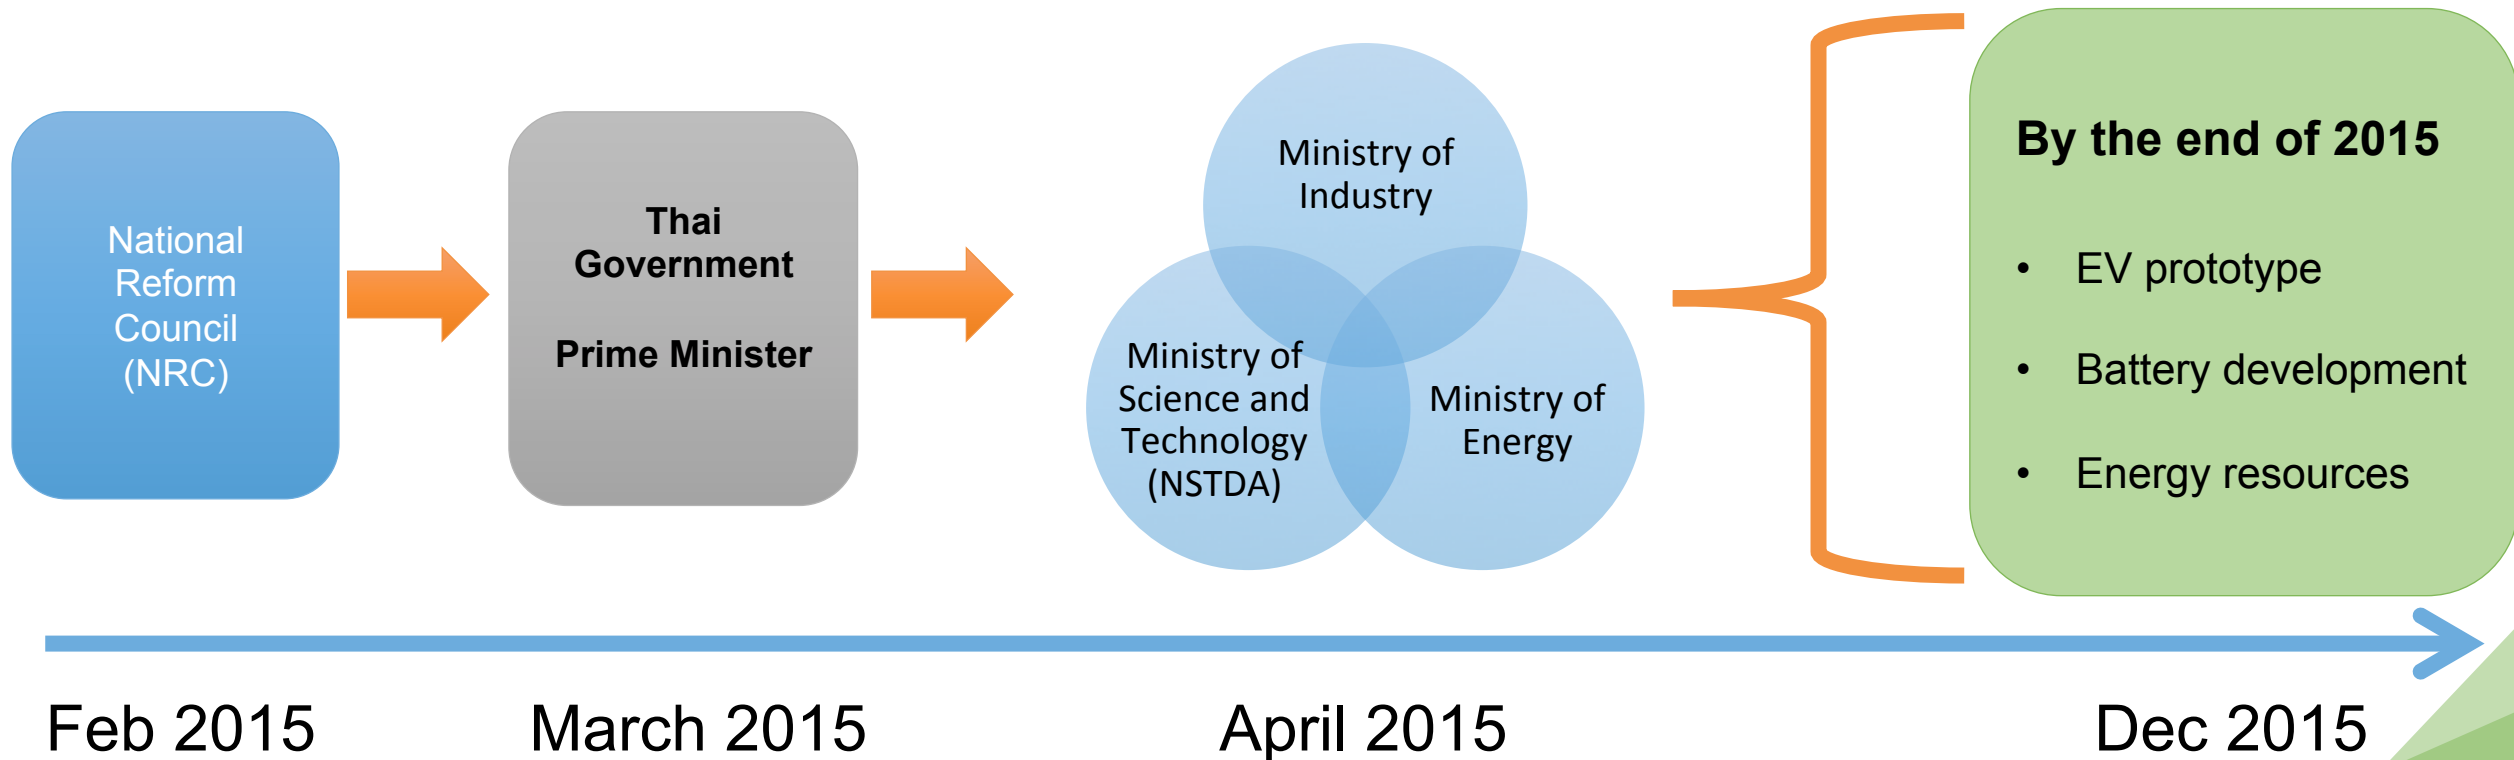 National
Reform
Council
(NRC)
Thai
Government
Prime Minister
Ministry of
Industry
Ministry of
Science and
Technology
(NSTDA)
Ministry of
Energy
By the end of 2015
• EV prototype
• Battery development
• Energy resources
Feb 2015
March 2015
April 2015
Dec 2015